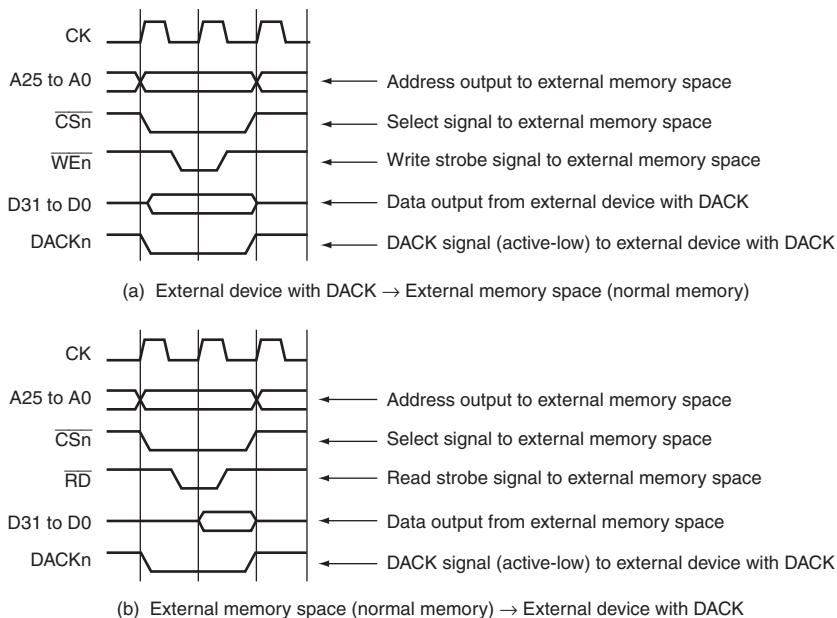 CK
A25 to A0 Address output to external memory space
CSn Select signal to external memory space
WEn Write strobe signal to external memory space
D31 to D0 Data output from external device with DACK
DACKn DACK signal (active-low) to external device with DACK
(a) External device with DACK → External memory space (normal memory)
CK
A25 to A0 Address output to external memory space
CSn Select signal to external memory space
RD Read strobe signal to external memory space
D31 to D0 Data output from external memory space
DACKn DACK signal (active-low) to external device with DACK
(b) External memory space (normal memory) → External device with DACK